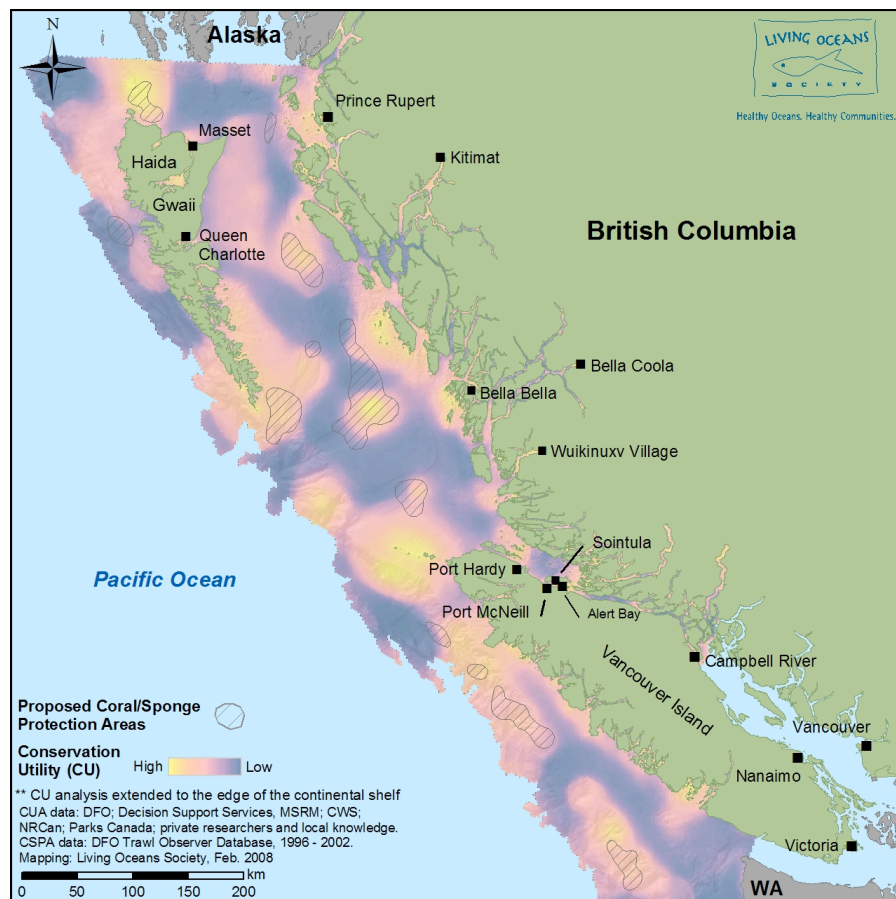 N
Alaska
LIVING OCEANS
SOCIETY
Healthy Oceans. Healthy Communities.
Prince Rupert
Masset
Kitimat
Haida
Gwaii
British Columbia
Queen
Charlotte
Bella Coola
Bella Bella
Wuikinuxv Village
Sointula
Port Hardy
Pacific Ocean
Port McNeill
Alert Bay
Campbell River
Vancouver Island
Proposed Coral/Sponge
Protection Areas
Vancouver
Conservation
Utility (CU)
High
Low
Nanaimo
** CU analysis extended to the edge of the continental shelf
CUA data: DFO; Decision Support Services, MSRM; CWS;
NRCan; Parks Canada; private researchers and local knowledge.
CSPA data: DFO Trawl Observer Database, 1996 - 2002.
Mapping: Living Oceans Society, Feb. 2008
Victoria
km
0 50 100 150 200
WA